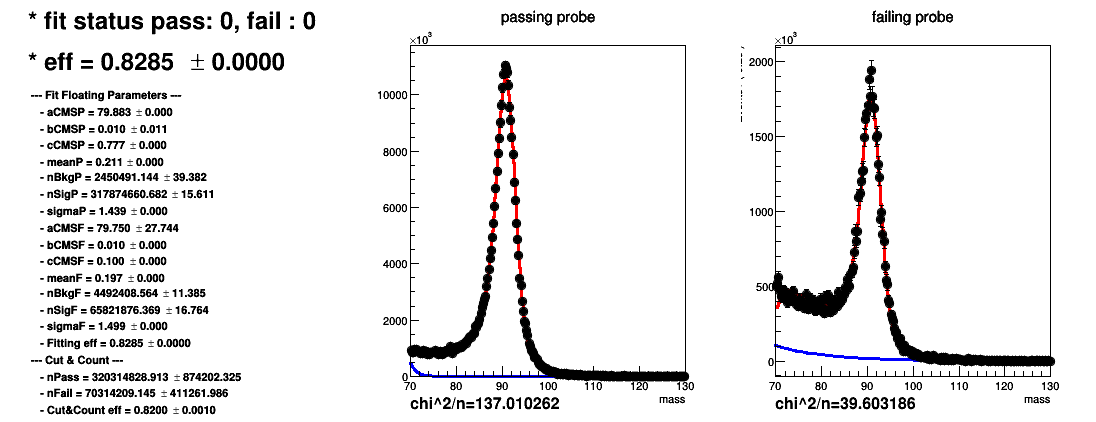 * fit status pass: 0, fail : 0
* eff = 0.8285 ± 0.0000
--- Fit Floating Parameters ---
- aCMSP = 79.883 ± 0.000
- bCMSP = 0.010 ± 0.011
- cCMSP = 0.777 ± 0.000
- meanP = 0.211 ± 0.000
- nBkgP = 2450491.144 ± 39.382
- nSigP = 317874660.682 ± 15.611
- sigmaP = 1.439 ± 0.000
- aCMSF = 79.750 ± 27.744
- bCMSF = 0.010 ± 0.000
- cCMSF = 0.100 ± 0.000
- meanF = 0.197 ± 0.000
- nBkgF = 4492408.564 ± 11.385
- nSigF = 65821876.369 ± 16.764
- sigmaF = 1.499 ± 0.000
- Fitting eff = 0.8285 ± 0.0000
--- Cut & Count ---
- nPass = 320314828.913 ± 874202.325
- nFail = 70314209.145 ± 411261.986
- Cut&Count eff = 0.8200 ± 0.0010
passing probe
×10³
10000
8000
6000
4000
2000
0
70 80 90 100 110 120 130
mass
chi^2/n=137.010262
failing probe
×10³
2000
1500
1000
500
0
70 80 90 100 110 120 130
mass
chi^2/n=39.603186